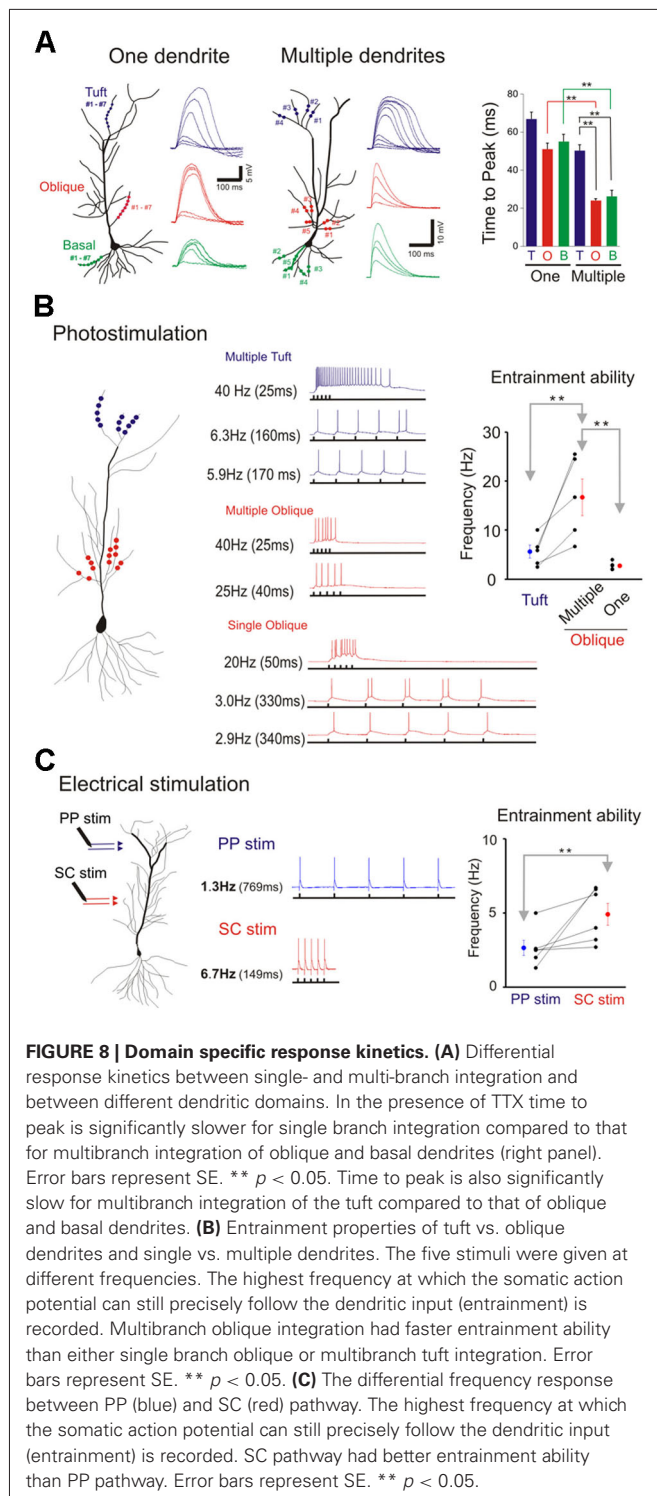 A
One dendrite
Multiple dendrites
Tuft
#1 - #7
Oblique
#1 - #7
Basal
#1 - #7
100 ms
5 mV
#3
#2
#4
#1
#3
#4
#2
#5
#1
#2
#5
#1
#3
#4
100 ms
10 mV
Time to Peak (ms)
80
60
40
20
0
**
**
**
**
T O B T O B
One Multiple
B
Photostimulation
Multiple Tuft
40 Hz (25ms)
6.3Hz (160ms)
5.9Hz (170 ms)
Multiple Oblique
40Hz (25ms)
25Hz (40ms)
Single Oblique
20Hz (50ms)
3.0Hz (330ms)
2.9Hz (340ms)
Entrainment ability
**
**
Frequency (Hz)
30
20
10
0
Tuft
Multiple
One
Oblique
C
Electrical stimulation
PP stim
SC stim
PP stim
1.3Hz (769ms)
SC stim
6.7Hz (149ms)
Entrainment ability
**
Frequency (Hz)
10
5
0
PP stim SC stim
FIGURE 8 | Domain specific response kinetics. (A) Differential
response kinetics between single- and multi-branch integration and
between different dendritic domains. In the presence of TTX time to
peak is significantly slower for single branch integration compared to that
for multibranch integration of oblique and basal dendrites (right panel).
Error bars represent SE. ** p < 0.05. Time to peak is also significantly
slow for multibranch integration of the tuft compared to that of oblique
and basal dendrites. (B) Entrainment properties of tuft vs. oblique
dendrites and single vs. multiple dendrites. The five stimuli were given at
different frequencies. The highest frequency at which the somatic action
potential can still precisely follow the dendritic input (entrainment) is
recorded. Multibranch oblique integration had faster entrainment ability
than either single branch oblique or multibranch tuft integration. Error
bars represent SE. ** p < 0.05. (C) The differential frequency response
between PP (blue) and SC (red) pathway. The highest frequency at which
the somatic action potential can still precisely follow the dendritic input
(entrainment) is recorded. SC pathway had better entrainment ability
than PP pathway. Error bars represent SE. ** p < 0.05.